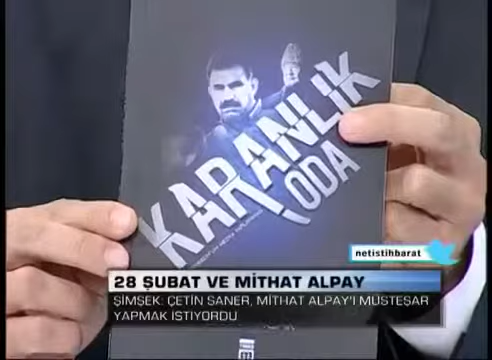 KARANLIK
ODA
netistihbarat
28 ŞUBAT VE MİTHAT ALPAY
ŞİMŞEK: ÇETİN SANER, MİTHAT ALPAY'I MÜSTEŞAR
YAPMAK İSTİYORDU